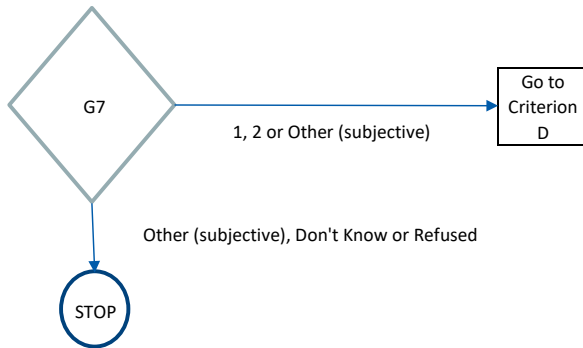 G7
Go to
Criterion
D
1, 2 or Other (subjective)
Other (subjective), Don't Know or Refused
STOP